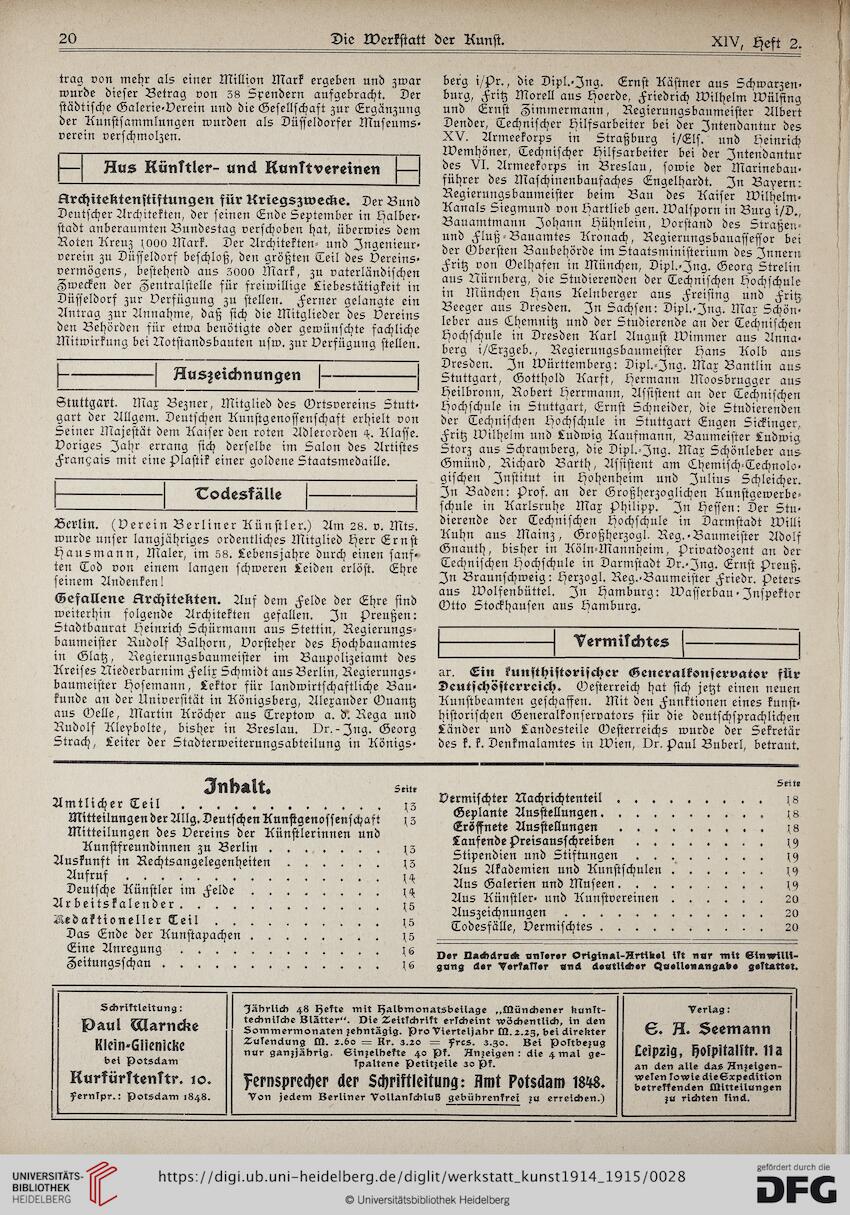 20
Die Werkstatt der Kunst.
XIV, Heft 2.
trag von mehr als einer Million Mark ergeben und zwar
wurde dieser Betrag von 38 Spendern aufgebracht. Der
städtische Galerie-Verein und die Gesellschaft zur Ergänzung
der Kunstsammlungen wurden als Düsseldorfer Museums-
verein verschmolzen.
Aus Künstler- und Kunstvereinen
Architektenstiftungen für Kriegszwecke. Der Bund
Deutscher Architekten, der seinen Ende September in Halber-
stadt anberaumten Bundestag verschoben hat, überwies dem
Roten Kreuz 1000 Mark. Der Architekten- und Ingenieur-
verein zu Düsseldorf beschloß, den größten Teil des Vereins-
vermögens, bestehend aus 3000 Mark, zu vaterländischen
Zwecken der Zentralstelle für freiwillige Liebestätigkeit in
Düsseldorf zur Verfügung zu stellen. Ferner gelangte ein
Antrag zur Annahme, daß sich die Mitglieder des Vereins
den Behörden für etwa benötigte oder gewünschte fachliche
Mitwirkung bei Notstandsbauten usw. zur Verfügung stellen.
Auszeichnungen
Stuttgart. Max Bezner, Mitglied des Ortsvereins Stutt-
gart der Allgem. Deutschen Kunstgenossenschaft erhielt von
Seiner Majestät dem Kaiser den roten Adlerorden 4. Klasse.
Voriges Jahr errang sich derselbe im Salon des Artistes
Français mit eine Plastik einer goldene Staatsmedaille.
Todesfälle
Berlin. (Verein Berliner Künstler.) Am 28. v. Mts.
wurde unser langjähriges ordentliches Mitglied Herr Ernst
Hausmann, Maler, im 58. Lebensjahre durch einen sanf-
ten Tod von einem langen schweren Leiden erlöst. Ehre
seinem Andenken!
Gefallene Architekten. Auf dem Felde der Ehre sind
weiterhin folgende Architekten gefallen. In Preußen:
Stadtbaurat Heinrich Schürmann aus Stettin, Regierungs-
baumeister Rudolf Balhorn, Vorsteher des Hochbauamtes
in Glatz, Regierungsbaumeister im Baupolizeiamt des
Kreises Niederbarnim Felix Schmidt aus Berlin, Regierungs-
baumeister Hosemann, Lektor für landwirtschaftliche Bau-
kunde an der Universität in Königsberg, Alexander Quantz
aus Oelle, Martin Kröcher aus Treptow a. d. Rega und
Rudolf Kleybolte, bisher in Breslau. Dr.-Ing. Georg
Strach, Leiter der Stadterweiterungsabteilung in Königs-
berg i/Pr., die Dipl.-Ing. Ernst Kästner aus Schwarzen-
burg, Fritz Morell aus Hoerde, Friedrich Wilhelm Wülfing
und Ernst Zimmermann, Regierungsbaumeister Albert
Dender, Technischer Hilfsarbeiter bei der Intendantur des
XV. Armeekorps in Straßburg i/Els. und Heinrich
Wemhöner, Technischer Hilfsarbeiter bei der Intendantur
des VI. Armeekorps in Breslau, sowie der Marinebau-
führer des Maschinenbaufaches Engelhardt. In Bayern:
Regierungsbaumeister beim Bau des Kaiser Wilhelm-
Kanals Siegmund von Hartlieb gen. Walsporn in Burg i/D.,
Bauamtmann Johann Hühnlein, Vorstand des Straßen-
und Fluß-Bauamtes Kronach, Regierungsbauassessor bei
der Obersten Baubehörde im Staatsministerium des Innern
Fritz von Oelhafen in München, Dipl.-Ing. Georg Strelin
aus Nürnberg, die Studierenden der Technischen Hochschule
in München Hans Kelnberger aus Freising und Fritz
Beeger aus Dresden. In Sachsen: Dipl.-Ing. Max Schön-
leber aus Chemnitz und der Studierende an der Technischen
Hochschule in Dresden Karl August Wimmer aus Anna-
berg i/Erzgeb., Regierungsbaumeister Hans Kolb aus
Dresden. In Württemberg: Dipl.-Ing. Max Bantlin aus
Stuttgart, Gotthold Karft, Hermann Moosbrugger aus
Heilbronn, Robert Herrmann, Assistent an der Technischen
Hochschule in Stuttgart, Ernst Schneider, die Studierenden
der Technischen Hochschule in Stuttgart Eugen Sickinger,
Fritz Wilhelm und Ludwig Kaufmann, Baumeister Ludwig
Storz aus Schramberg, die Dipl.-Ing. Max Schönleber aus
Gmünd, Richard Barth, Assistent am Chemisch-Technolo-
gischen Institut in Hohenheim und Julius Schleicher.
In Baden: Prof. an der Großherzoglichen Kunstgewerbe-
schule in Karlsruhe Max Philipp. In Hessen: Der Stu-
dierende der Technischen Hochschule in Darmstadt Willi
Kuhn aus Mainz, Großherzogl. Reg.-Baumeister Adolf
Gnauth, bisher in Köln-Mannheim, Privatdozent an der
Technischen Hochschule in Darmstadt Dr.-Ing. Ernst Preuß.
In Braunschweig: Herzogl. Reg.-Baumeister Friedr. Peters
aus Wolfenbüttel. In Hamburg: Wasserbau-Inspektor
Otto Stockhausen aus Hamburg.
Vermischtes
ar. Ein kunsthistorischer Generalkonservator für
Deutschösterreich. Oesterreich hat sich jetzt einen neuen
Kunstbeamten geschaffen. Mit den Funktionen eines kunst-
historischen Generalkonservators für die deutschsprachlichen
Länder und Landesteile Oesterreichs wurde der Sekretär
des k. k. Denkmalamtes in Wien, Dr. Paul Buberl, betraut.
Inhalt.
Seite
Amtlicher Teil . . . . . . . . . . . 13
Mitteilungen der Allg. Deutschen Kunstgenossenschaft 13
Mitteilungen des Vereins der Künstlerinnen und
Kunstfreundinnen zu Berlin . . . . . . 13
Auskunft in Rechtsangelegenheiten . . . . . 13
Aufruf . . . . . . . . . . . . . 14
Deutsche Künstler im Felde . . . . . . . 14
Arbeitskalender . . . . . . . . . . . 15
Redaktioneller Teil . . . . . . . . . 15
Das Ende der Kunstapachen . . . . . . . 15
Eine Anregung . . . . . . . . . . . 16
Zeitungsschau . . . . . . . . . . . 16
Seite
Vermischter Nachrichtenteil . . . . . . . 18
Geplante Ausstellungen . . . . . . . . . 18
Eröffnete Ausstellungen . . . . . . . . 18
Laufende Preisausschreiben . . . . . . . 19
Stipendien und Stiftungen . . . . . . . 19
Aus Akademien und Kunstschulen . . . . . . 19
Aus Galerien und Museen . . . . . . . . 19
Aus Künstler- und Kunstvereinen . . . . . . 20
Auszeichnungen . . . . . . . . . . 20
Todesfälle, Vermischtes . . . . . . . . 20
Der Nachdruck unserer Original-Artikel ist nur mit Einwilli-
gung der Verfasser und deutlicher Quellenangabe gestattet.
Schriftleitung:
Paul Warncke
Klein-Glienicke
bei Potsdam
Kurfürstenstr. 10.
Fernspr.: Potsdam 1848.
Jährlich 48 Hefte mit Halbmonatsbeilage „Münchener kunst-
technische Blätter“. Die Zeitschrift erscheint wöchentlich, in den
Sommermonaten zehntägig. Pro Vierteljahr M. 2.25, bei direkter
Zusendung M. 2.60 = Kr. 3.20 = Frcs. 3.50. Bei Postbezug
nur ganzjährig. Einzelhefte 40 Pf. Anzeigen: die 4 mal ge-
spaltene Petitzeile 30 Pf.
Fernsprecher der Schriftleitung: Amt Potsdam 1848.
(Von jedem Berliner Vollanschluß gebührenfrei zu erreichen.)
Verlag:
E. A. Seemann
Leipzig, Hospitalstr. 11a
an den alle das Anzeigen-
wesen sowie die Expedition
betreffenden Mitteilungen
zu richten sind.
UNIVERSITÄTS-
BIBLIOTHEK
HEIDELBERG
https://digi.ub.uni-heidelberg.de/diglit/werkstatt_kunst1914_1915/0028
© Universitätsbibliothek Heidelberg
gefördert durch die
DFG